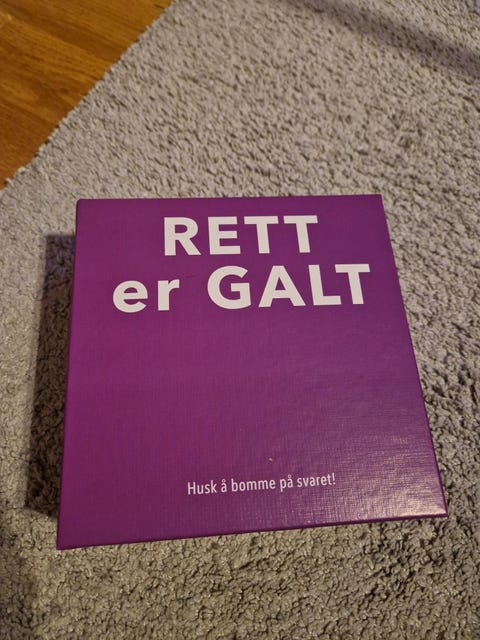 RETT
er GALT
Husk å bomme på svaret!